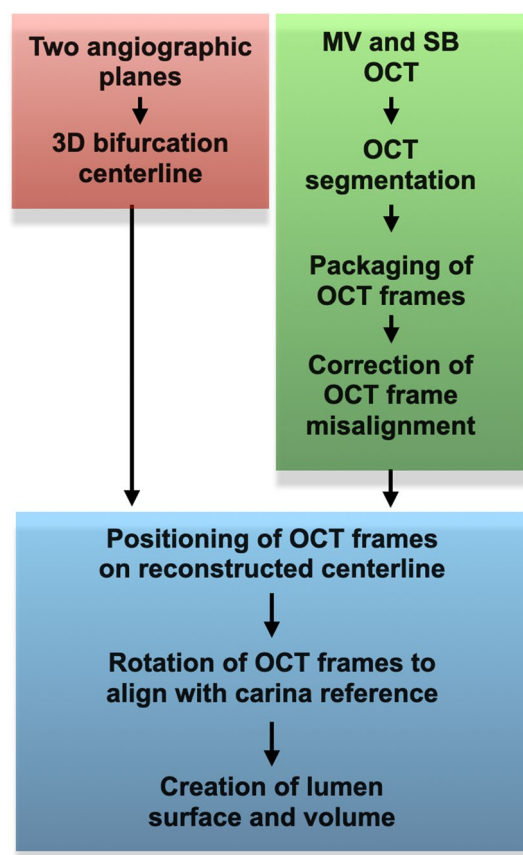 Two angiographic
planes
3D bifurcation
centerline
MV and SB
OCT
OCT
segmentation
Packaging of
OCT frames
Correction of
OCT frame
misalignment
Positioning of OCT frames
on reconstructed centerline
Rotation of OCT frames to
align with carina reference
Creation of lumen
surface and volume